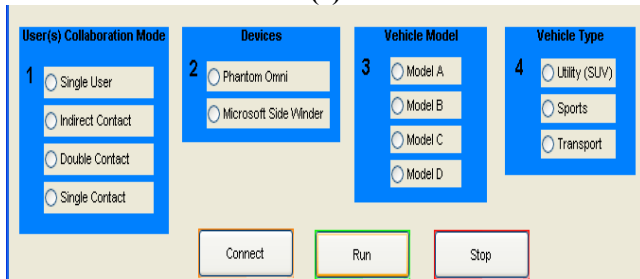 User(s) Collaboration Mode
1
Single User
Indirect Contact
Double Contact
Single Contact
Devices
2
Phantom Omni
Microsoft Side Winder
Vehicle Model
3
Model A
Model B
Model C
Model D
Vehicle Type
4
Utility (SUV)
Sports
Transport
Connect
Run
Stop